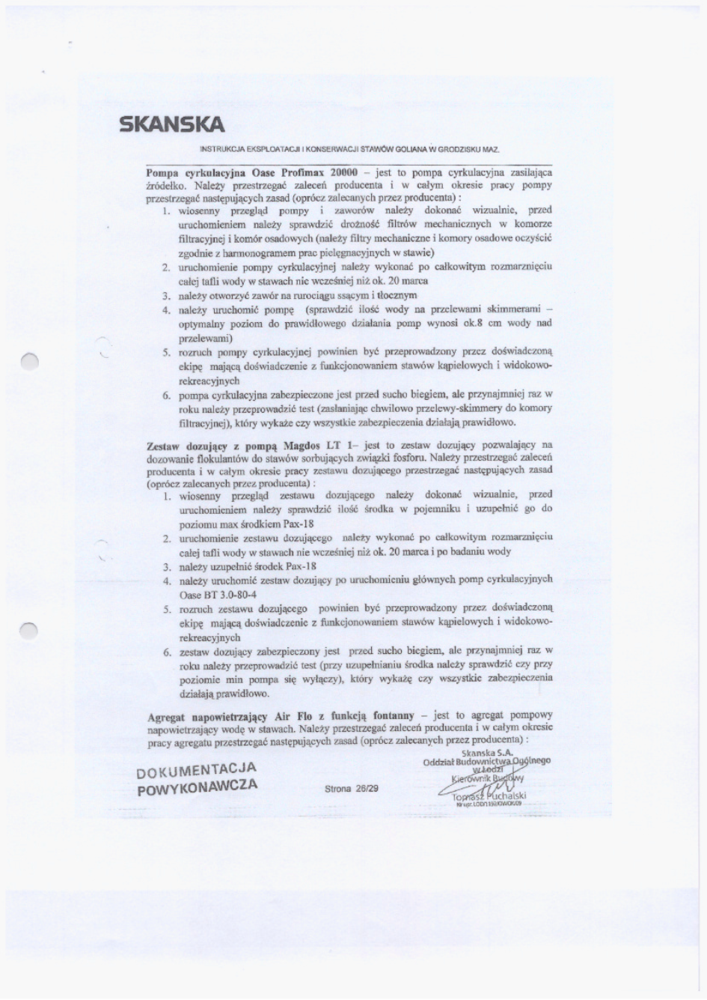 SKANSKA
INSTRUKCJA EKSPLOATACJI I KONSERWACJI STAWÓW GOLIANA W GRODZISKU MAZ.
Pompa cyrkulacyjna Oase Profimax 20000 – jest to pompa cyrkulacyjna zasilająca
źródełko. Należy przestrzegać zaleceń producenta i w całym okresie pracy pompy
przestrzegać następujących zasad (oprócz zalecanych przez producenta) :
1. wiosenny przegląd pompy i zaworów należy dokonać wizualnie, przed
uruchomieniem należy sprawdzić drożność filtrów mechanicznych w komorze
filtracyjnej i komór osadowych (należy filtry mechaniczne i komory osadowe oczyścić
zgodnie z harmonogramem prac pielęgnacyjnych w stawie)
2. uruchomienie pompy cyrkulacyjnej należy wykonać po całkowitym rozmarznięciu
całej tafli wody w stawach nie wcześniej niż ok. 20 marca
3. należy otworzyć zawór na rurociągu ssącym i tłocznym
4. należy uruchomić pompę (sprawdzić ilość wody na przelewami skimmerami –
optymalny poziom do prawidłowego działania pomp wynosi ok.8 cm wody nad
przelewami)
5. rozruch pompy cyrkulacyjnej powinien być przeprowadzony przez doświadczoną
ekipę mającą doświadczenie z funkcjonowaniem stawów kąpielowych i widokowo-
rekreacyjnych
6. pompa cyrkulacyjna zabezpieczone jest przed sucho biegiem, ale przynajmniej raz w
roku należy przeprowadzić test (zasłaniając chwilowo przelewy-skimmery do komory
filtracyjnej), który wykaże czy wszystkie zabezpieczenia działają prawidłowo.
Zestaw dozujący z pompą Magdos LT 1– jest to zestaw dozujący pozwalający na
dozowanie flokulantów do stawów sorbujących związki fosforu. Należy przestrzegać zaleceń
producenta i w całym okresie pracy zestawu dozującego przestrzegać następujących zasad
(oprócz zalecanych przez producenta) :
1. wiosenny przegląd zestawu dozującego należy dokonać wizualnie, przed
uruchomieniem należy sprawdzić ilość środka w pojemniku i uzupełnić go do
poziomu max środkiem Pax-18
2. uruchomienie zestawu dozującego należy wykonać po całkowitym rozmarznięciu
całej tafli wody w stawach nie wcześniej niż ok. 20 marca i po badaniu wody
3. należy uzupełnić środek Pax-18
4. należy uruchomić zestaw dozujący po uruchomieniu głównych pomp cyrkulacyjnych
Oase BT 3.0-80-4
5. rozruch zestawu dozującego powinien być przeprowadzony przez doświadczoną
ekipę mającą doświadczenie z funkcjonowaniem stawów kąpielowych i widokowo-
rekreacyjnych
6. zestaw dozujący zabezpieczony jest przed sucho biegiem, ale przynajmniej raz w
roku należy przeprowadzić test (przy uzupełnianiu środka należy sprawdzić czy przy
poziomie min pompa się wyłączy), który wykażę czy wszystkie zabezpieczenia
działają prawidłowo.
Agregat napowietrzający Air Flo z funkcją fontanny – jest to agregat pompowy
napowietrzający wodę w stawach. Należy przestrzegać zaleceń producenta i w całym okresie
pracy agregatu przestrzegać następujących zasad (oprócz zalecanych przez producenta) :
Skanska S.A.
Oddział Budownictwa Ogólnego
w Łodzi
Kierownik Budowy
Tomasz Puchalski
DOKUMENTACJA
POWYKONAWCZA
Strona 26/29